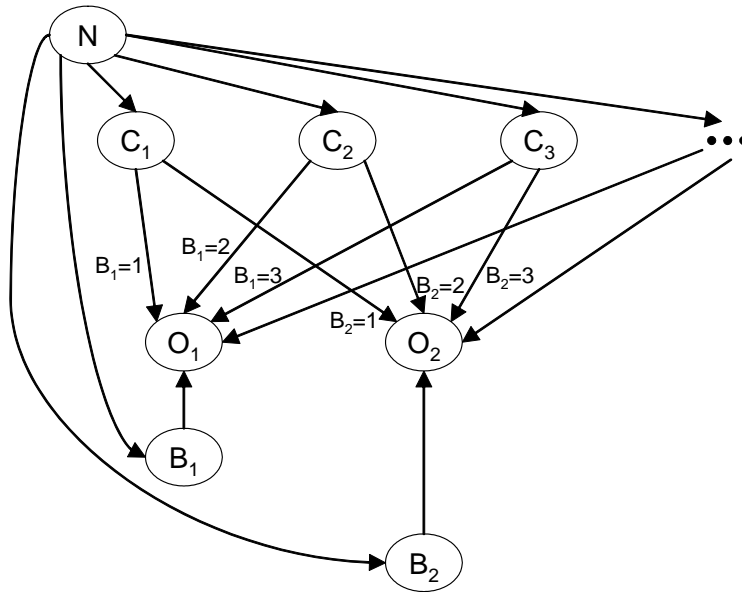 N
C₁
C₂
C₃
...
B₁=2
B₁=1
B₁=3
B₂=3
B₂=2
B₂=1
O₁
O₂
B₁
B₂